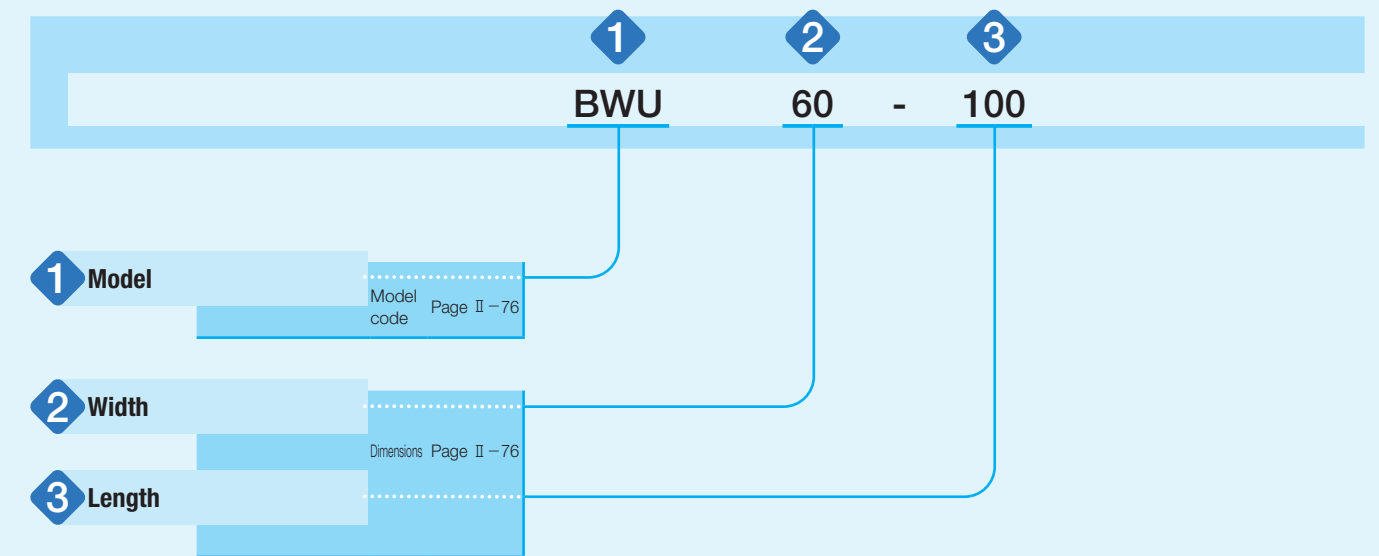 1 2 3
BWU 60 - 100
1 Model
Model code Page Ⅱ-76
2 Width
Dimensions Page Ⅱ-76
3 Length